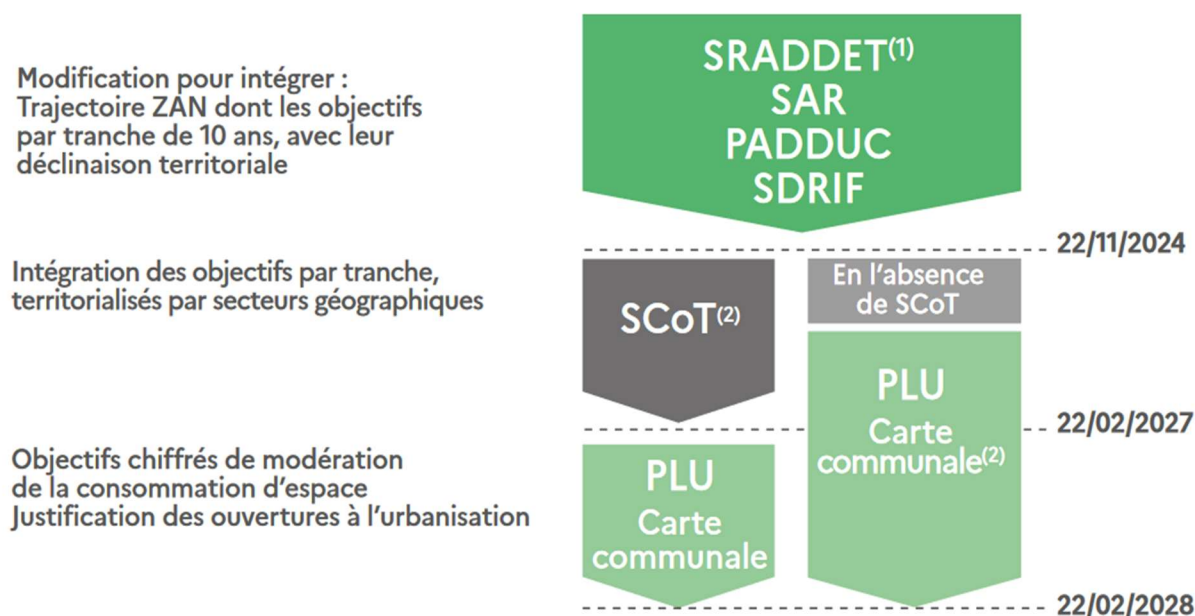 Modification pour intégrer :
Trajectoire ZAN dont les objectifs
par tranche de 10 ans, avec leur
déclinaison territoriale
SRADDET(1)
SAR
PADDUC
SDRIF
22/11/2024
Intégration des objectifs par tranche,
territorialisés par secteurs géographiques
SCoT(2)
En l’absence
de SCoT
PLU
Carte
communale(2)
22/02/2027
Objectifs chiffrés de modération
de la consommation d’espace
Justification des ouvertures à l’urbanisation
PLU
Carte
communale
22/02/2028